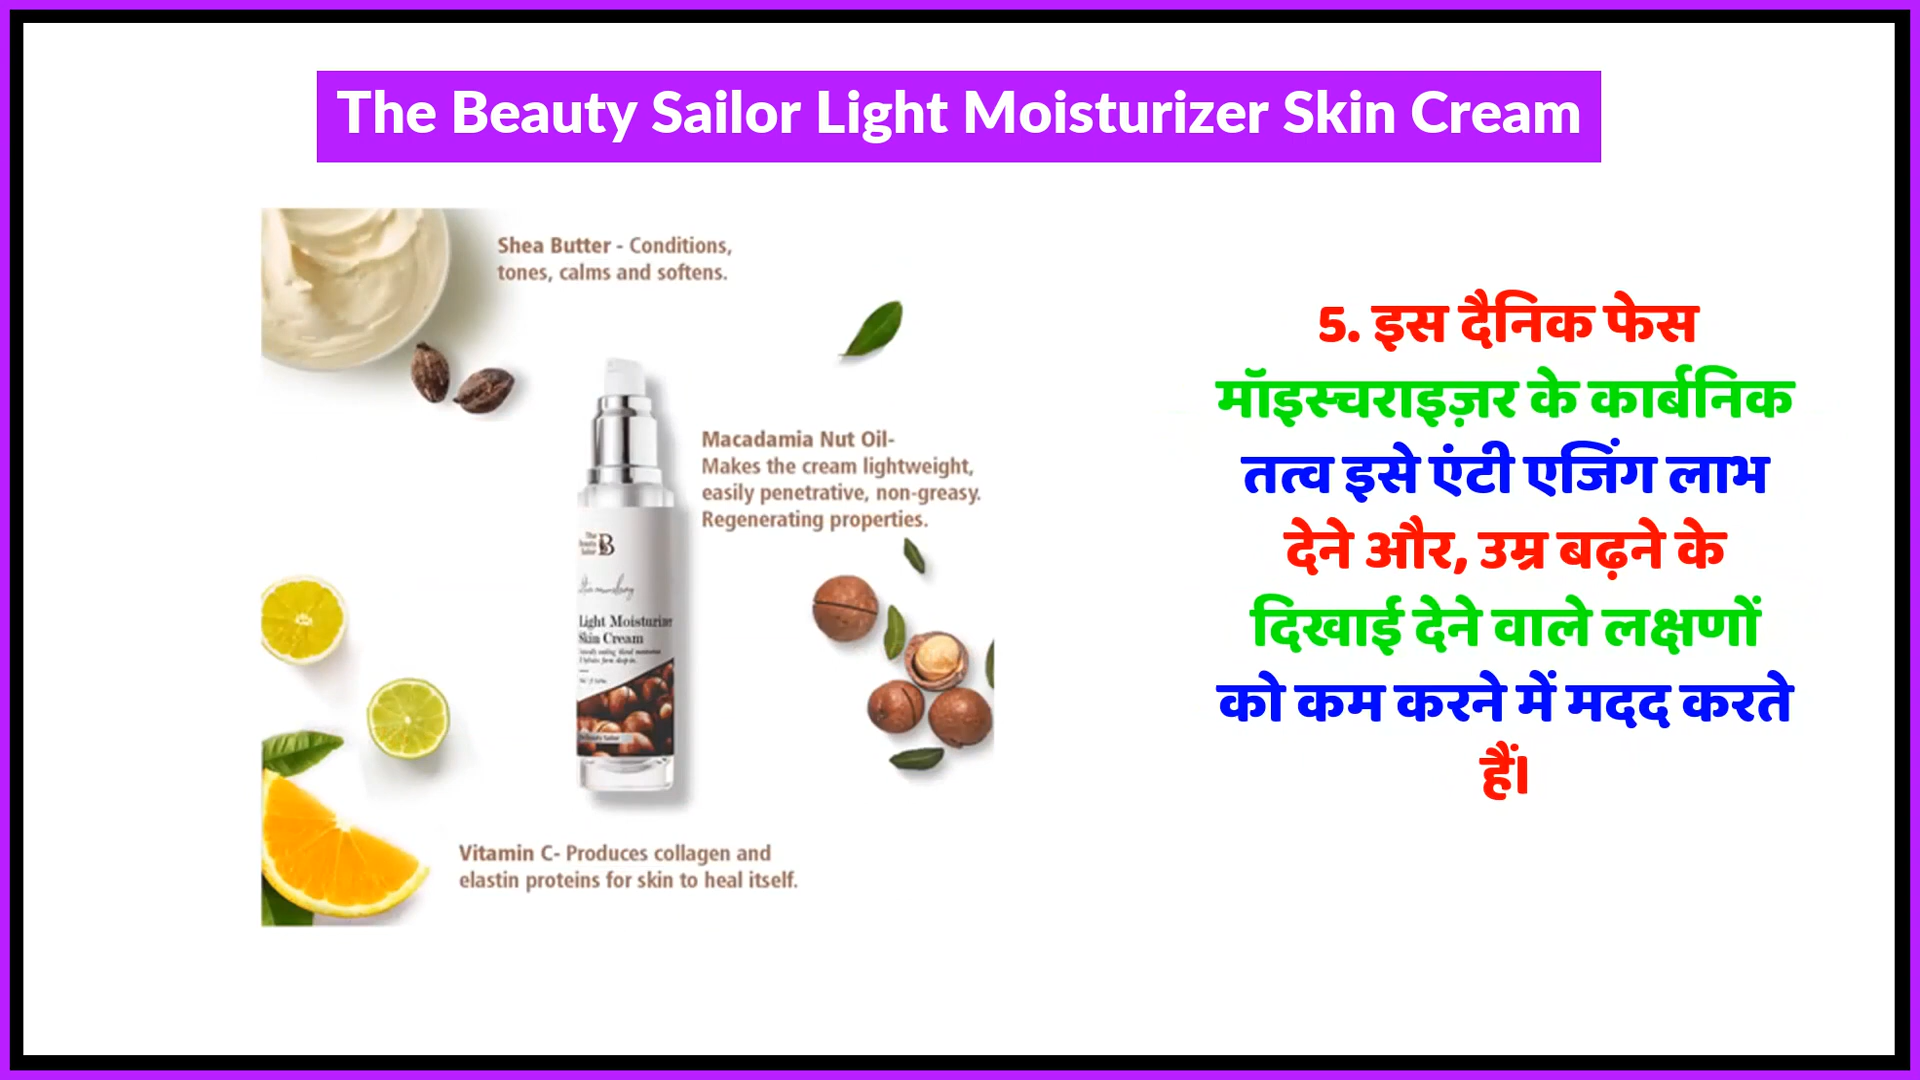 The Beauty Sailor Light Moisturizer Skin Cream
Shea Butter - Conditions,
tones, calms and softens.
Macadamia Nut Oil-
Makes the cream lightweight,
easily penetrative, non-greasy.
Regenerating properties.
The
Beauty
Sailor
B
Light Moisturizer
Skin Cream
Vitamin C- Produces collagen and
elastin proteins for skin to heal itself.
5. इस दैनिक फेस
मॉइस्चराइज़र के कार्बनिक
तत्व इसे एंटी एजिंग लाभ
देने और, उम्र बढ़ने के
दिखाई देने वाले लक्षणों
को कम करने में मदद करते
हैं।